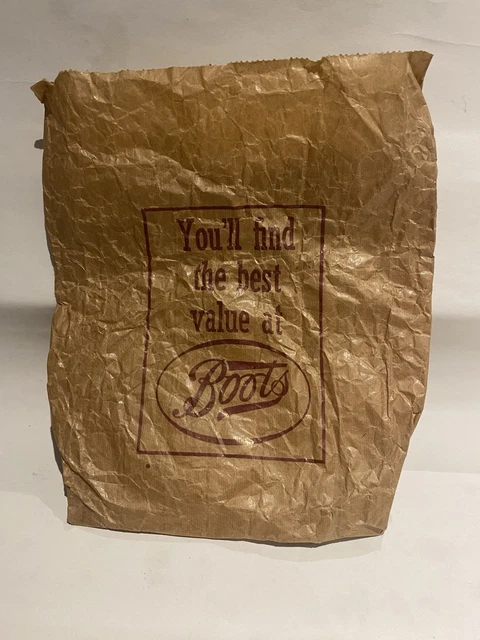 You'll find
the best
value at
Boots